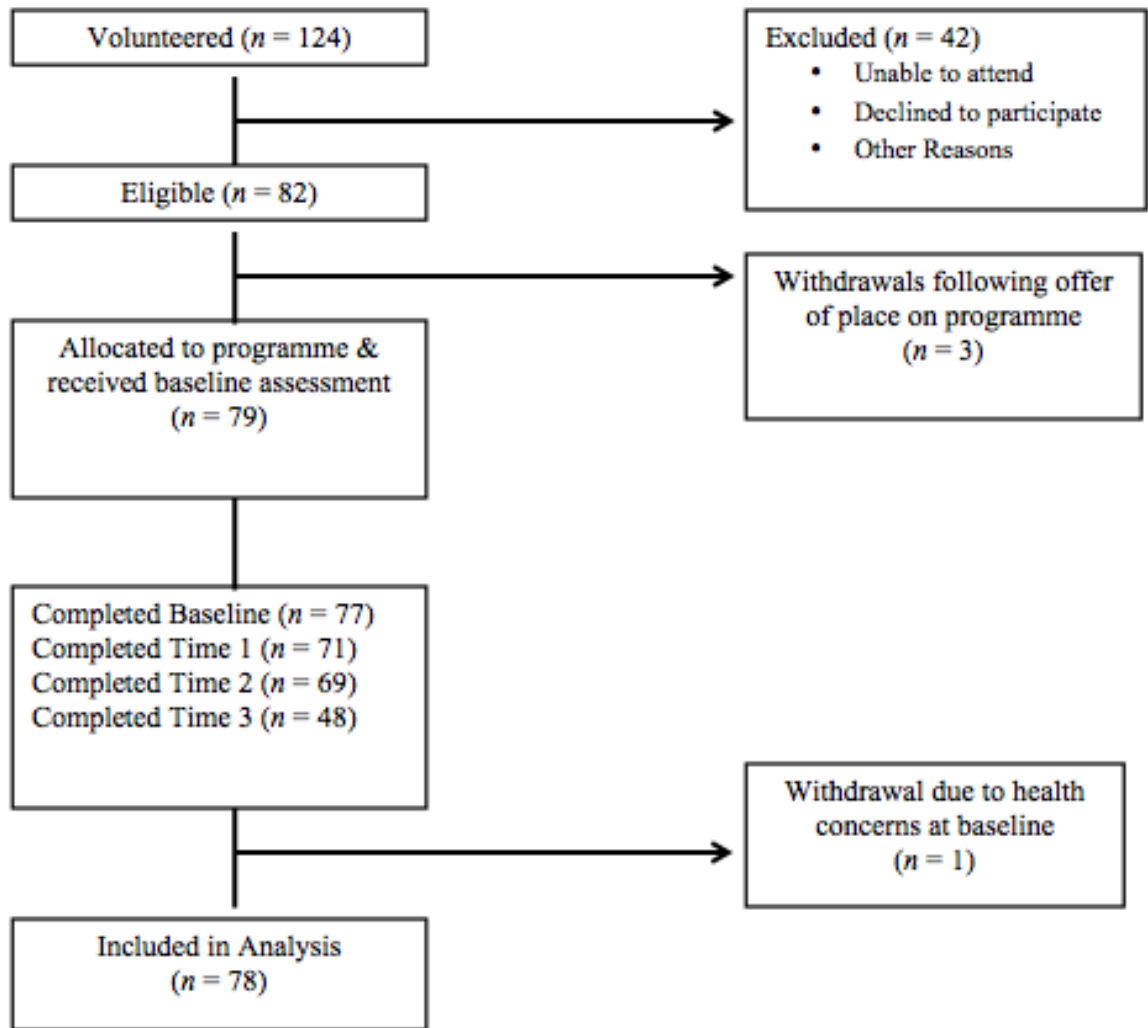 Volunteered (n = 124)
Excluded (n = 42)
• Unable to attend
• Declined to participate
• Other Reasons
Eligible (n = 82)
Withdrawals following offer
of place on programme
(n = 3)
Allocated to programme &
received baseline assessment
(n = 79)
Completed Baseline (n = 77)
Completed Time 1 (n = 71)
Completed Time 2 (n = 69)
Completed Time 3 (n = 48)
Withdrawal due to health
concerns at baseline
(n = 1)
Included in Analysis
(n = 78)